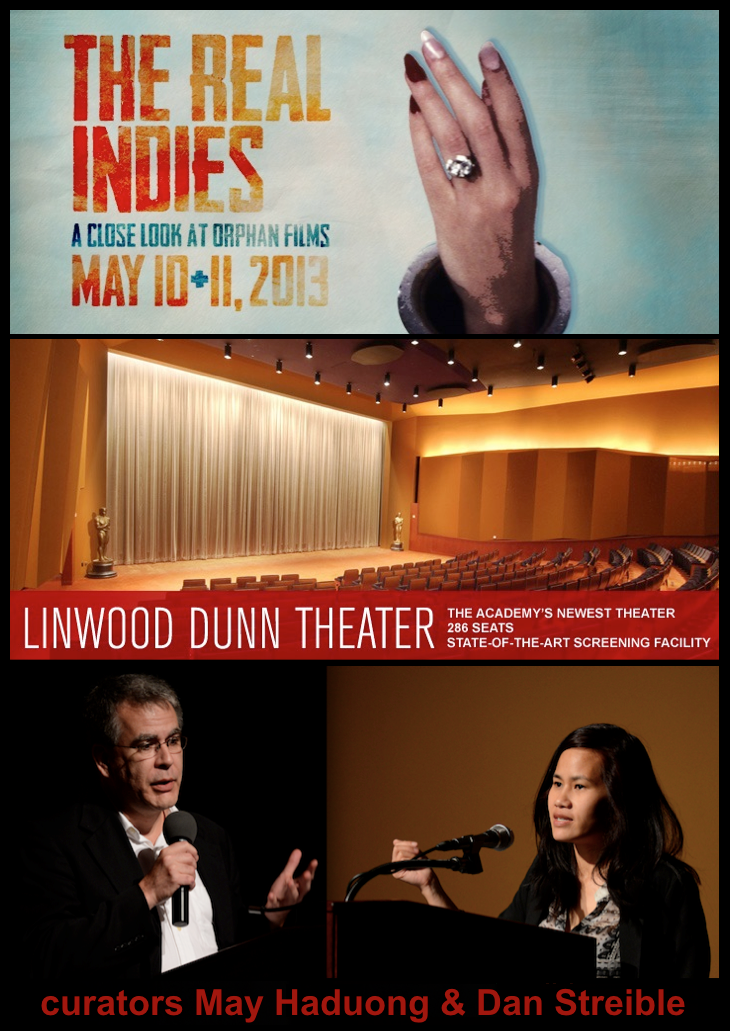 THE REAL
INDIES
A CLOSE LOOK AT ORPHAN FILMS
MAY 10+11, 2013
LINWOOD DUNN THEATER
THE ACADEMY'S NEWEST THEATER
286 SEATS
STATE-OF-THE-ART SCREENING FACILITY
curators May Haduong & Dan Streible